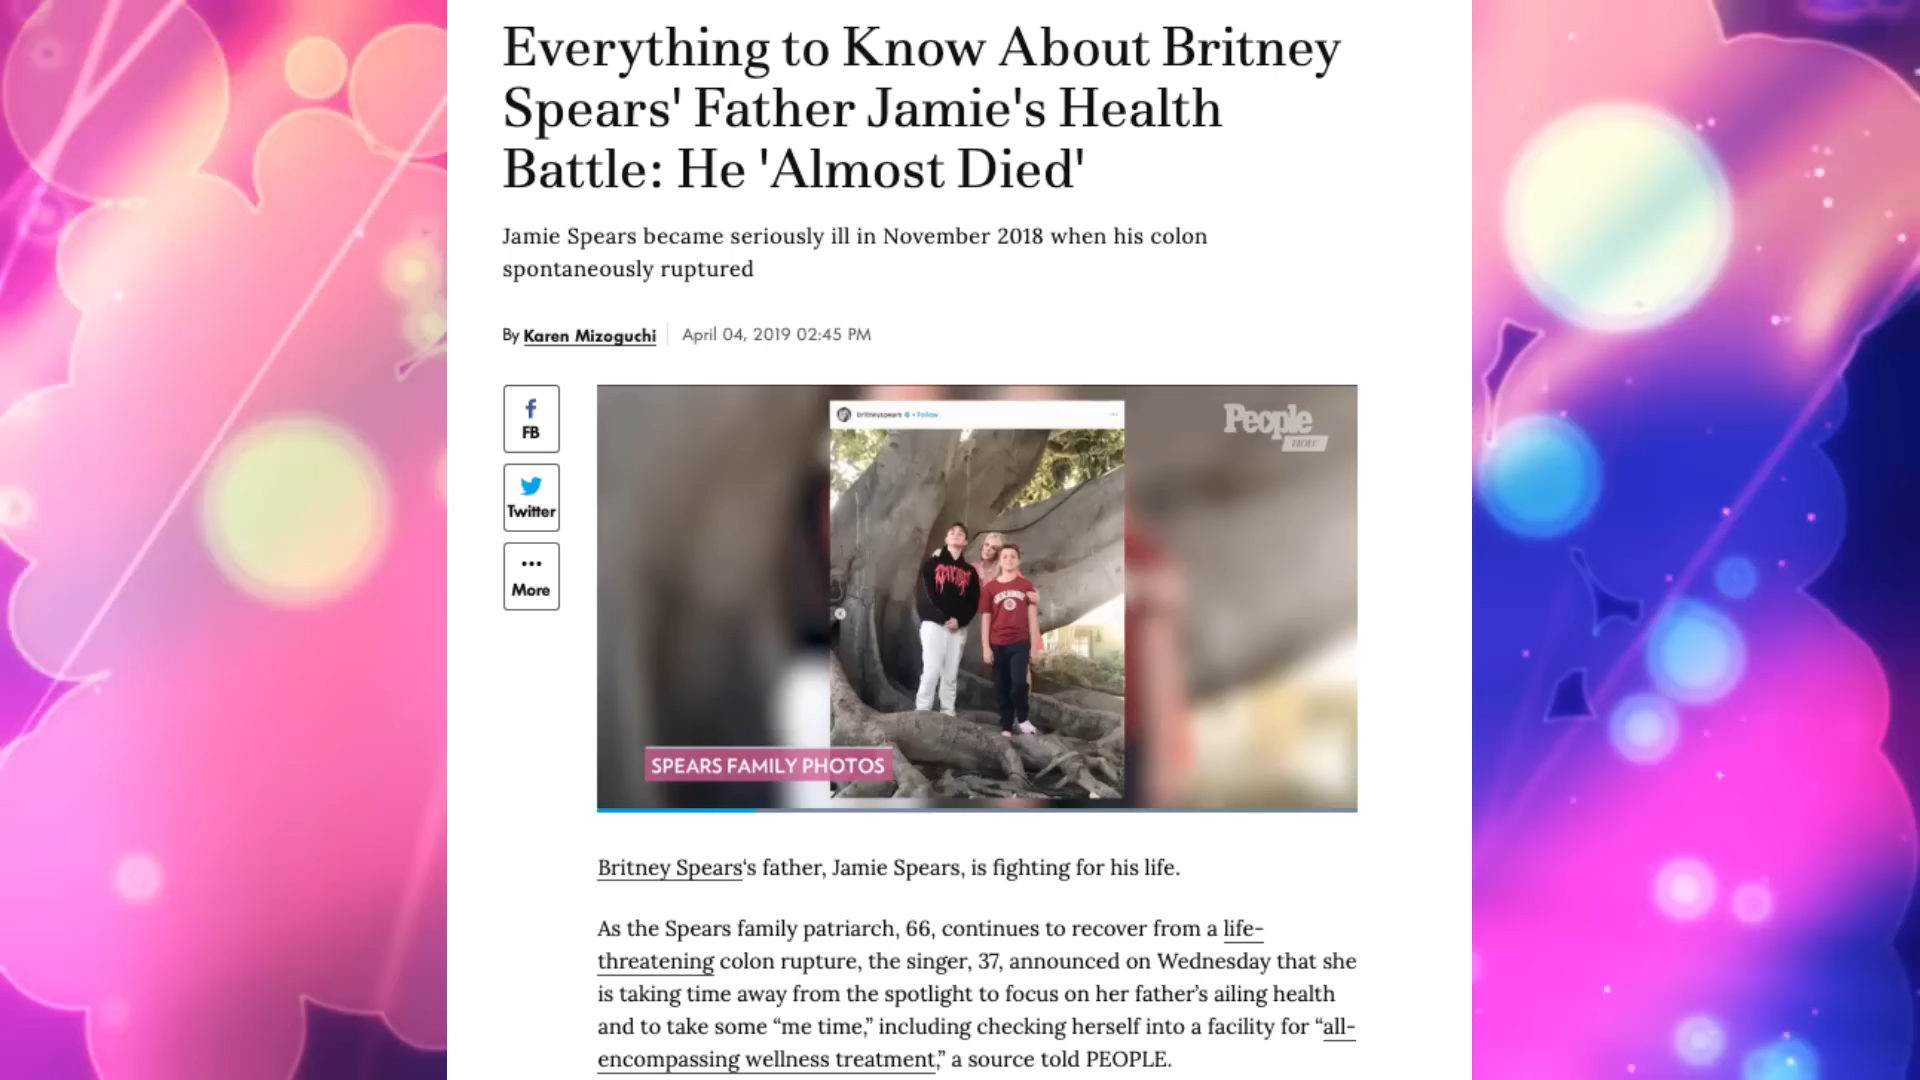 Everything to Know About Britney
Spears' Father Jamie's Health
Battle: He 'Almost Died'
Jamie Spears became seriously ill in November 2018 when his colon
spontaneously ruptured
By Karen Mizoguchi April 04, 2019 02:45 PM
FB
Twitter
More
britneyspears • Follow
People
SPEARS FAMILY PHOTOS
Britney Spears‘s father, Jamie Spears, is fighting for his life.
As the Spears family patriarch, 66, continues to recover from a life-
threatening colon rupture, the singer, 37, announced on Wednesday that she
is taking time away from the spotlight to focus on her father’s ailing health
and to take some “me time,” including checking herself into a facility for “all-
encompassing wellness treatment,” a source told PEOPLE.